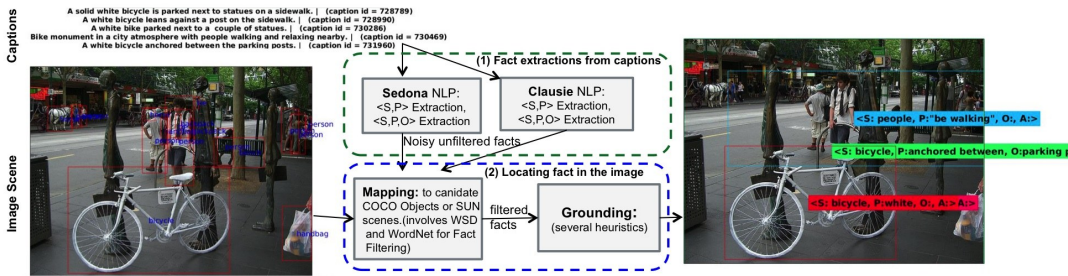 Captions
A solid white bicycle is parked next to statues on a sidewalk. | (caption id = 728789)
A white bicycle leans against a post on the sidewalk. | (caption id = 728990)
A white bike parked next to a couple of statues. | (caption id = 730286)
Bike monument in a city atmosphere with people walking and relaxing nearby. | (caption id = 730469)
A white bicycle anchored between the parking posts. | (caption id = 731960)
(1) Fact extractions from captions
Sedona NLP:
<S,P> Extraction,
<S,P,O> Extraction
Clausie NLP:
<S,P> Extraction,
<S,P,O> Extraction
Noisy unfiltered facts
(2) Locating fact in the image
Mapping: to canidate
COCO Objects or SUN
scenes.(involves WSD
and WordNet for Fact
Filtering)
filtered
facts
Grounding:
(several heuristics)
Image Scene
person
person
bicycle
handbag
<S: people, P:"be walking", O:, A:>
<S: bicycle, P:anchored between, O:parking p
<S: bicycle, P:white, O:, A:>A:>